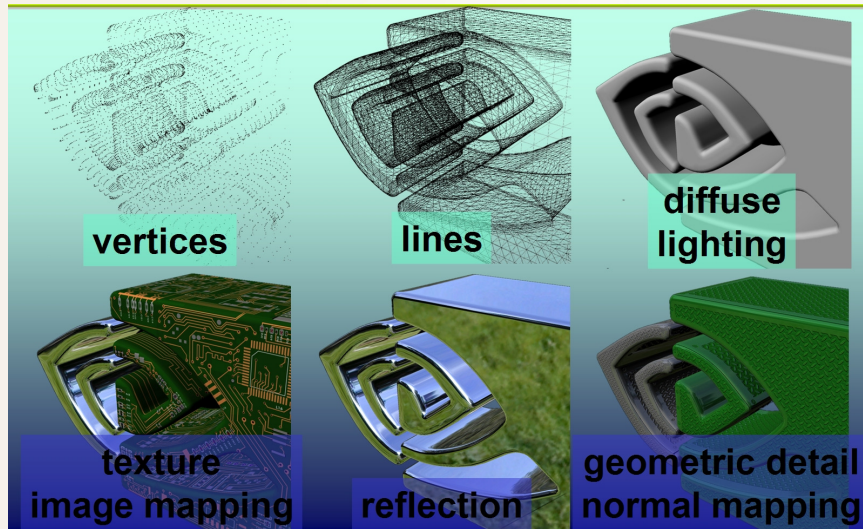 vertices
lines
diffuse
lighting
texture
image mapping
reflection
geometric detail
normal mapping